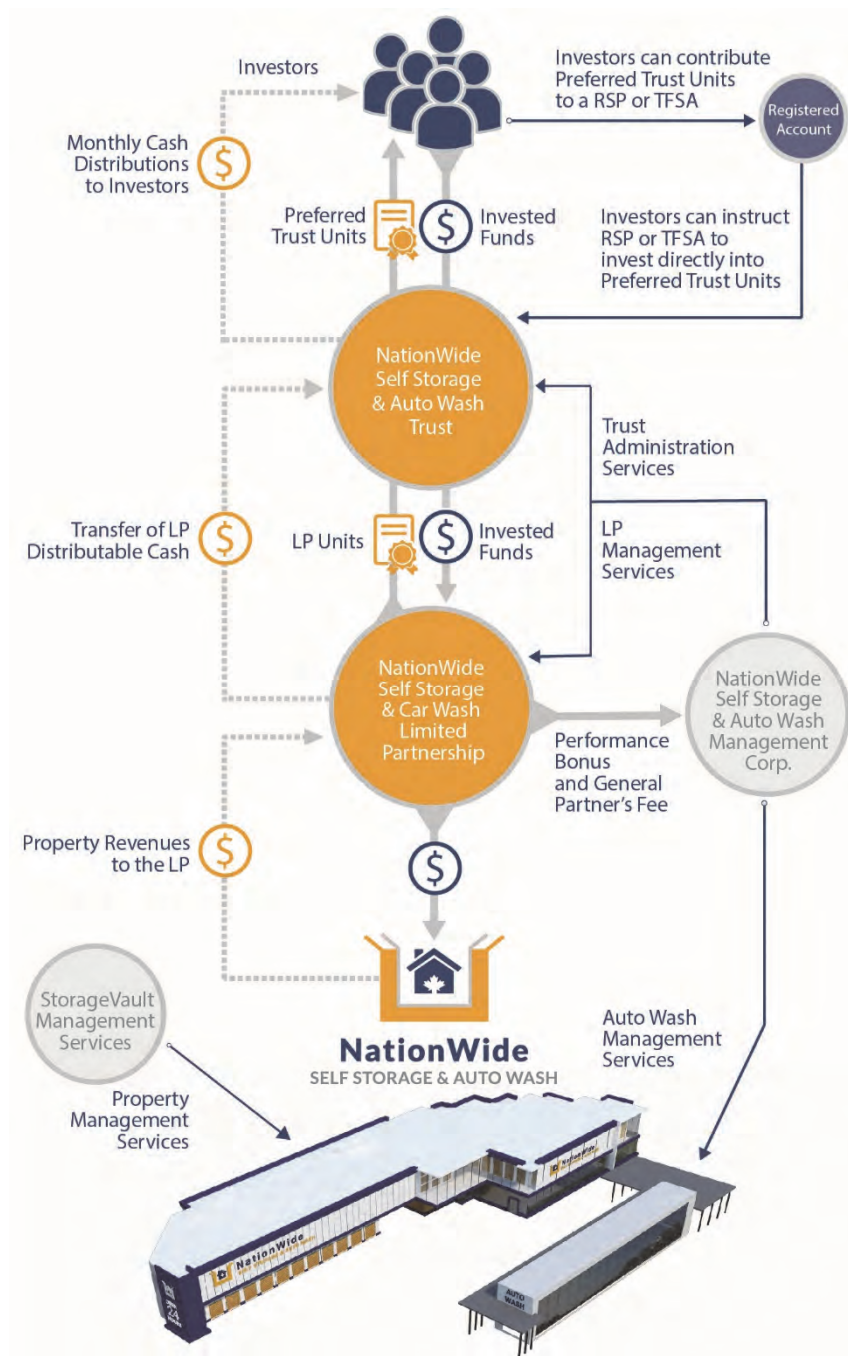 Investors
Investors can contribute
Preferred Trust Units
to a RSP or TFSA
Registered
Account
Monthly Cash
Distributions
to Investors
$
Preferred
Trust Units
$
Invested
Funds
Investors can instruct
RSP or TFSA to
invest directly into
Preferred Trust Units
NationWide
Self Storage
& Auto Wash
Trust
Trust
Administration
Services
Transfer of LP
Distributable Cash
$
LP Units
$
Invested
Funds
LP
Management
Services
NationWide
Self Storage
& Car Wash
Limited
Partnership
NationWide
Self Storage
& Auto Wash
Management
Corp.
Performance
Bonus
and General
Partner's Fee
Property Revenues
to the LP
$
$
StorageVault
Management
Services
NationWide
SELF STORAGE & AUTO WASH
Auto Wash
Management
Services
Property
Management
Services
NationWide
NationWide
AUTO
WASH